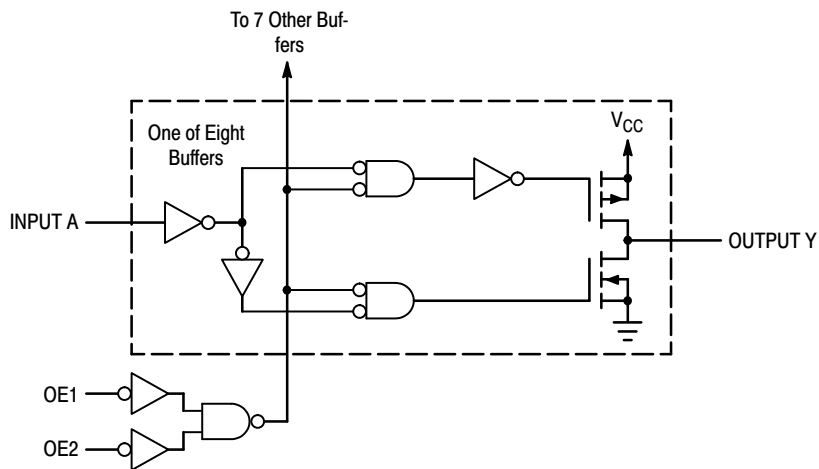 To 7 Other Buf-
fers
One of Eight
Buffers
VCC
INPUT A
OUTPUT Y
OE1
OE2